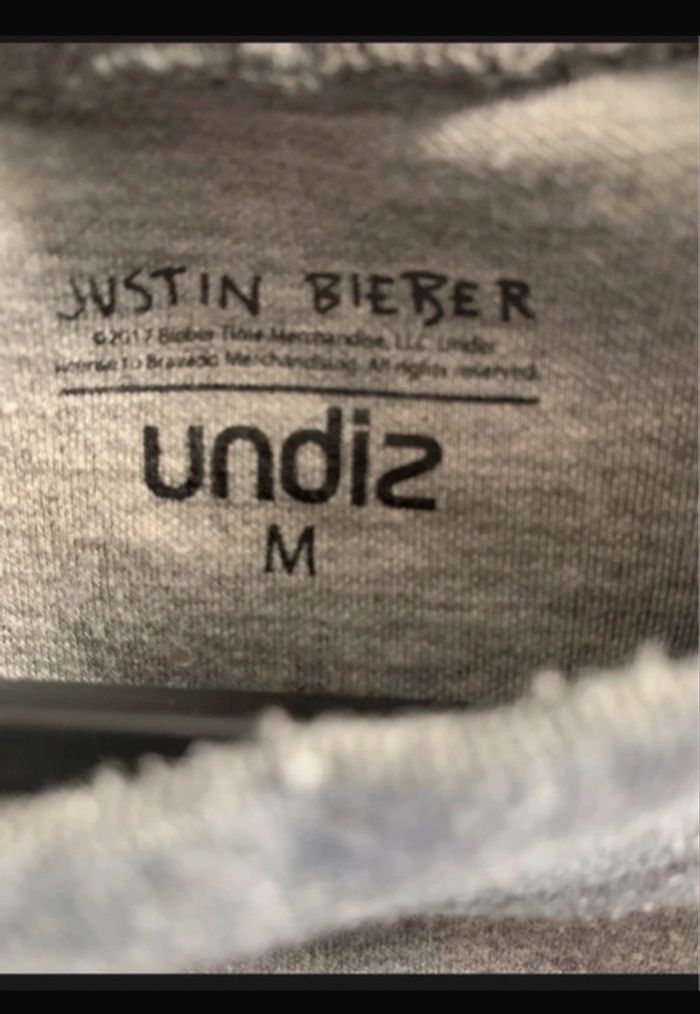 JUSTIN BIEBER
©2017 Bieber Time Merchandise, LLC Under
license To Bravado Merchandising. All rights reserved.
undiz
M